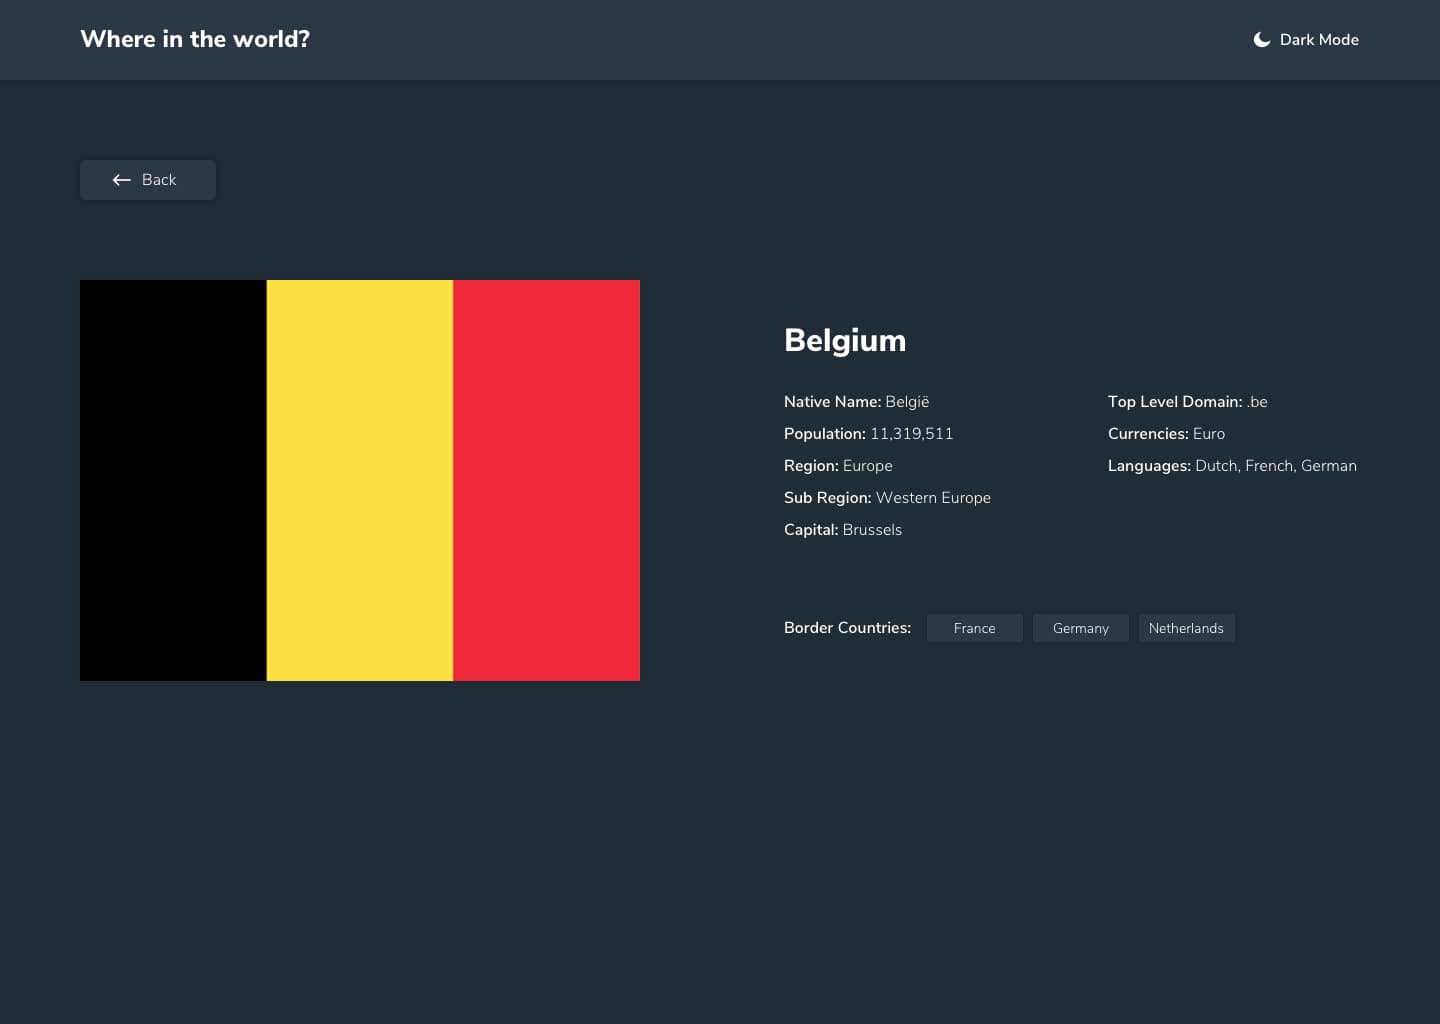 Where in the world?
Dark Mode
Back
Belgium
Native Name: België
Population: 11,319,511
Region: Europe
Sub Region: Western Europe
Capital: Brussels
Top Level Domain: .be
Currencies: Euro
Languages: Dutch, French, German
Border Countries: France Germany Netherlands